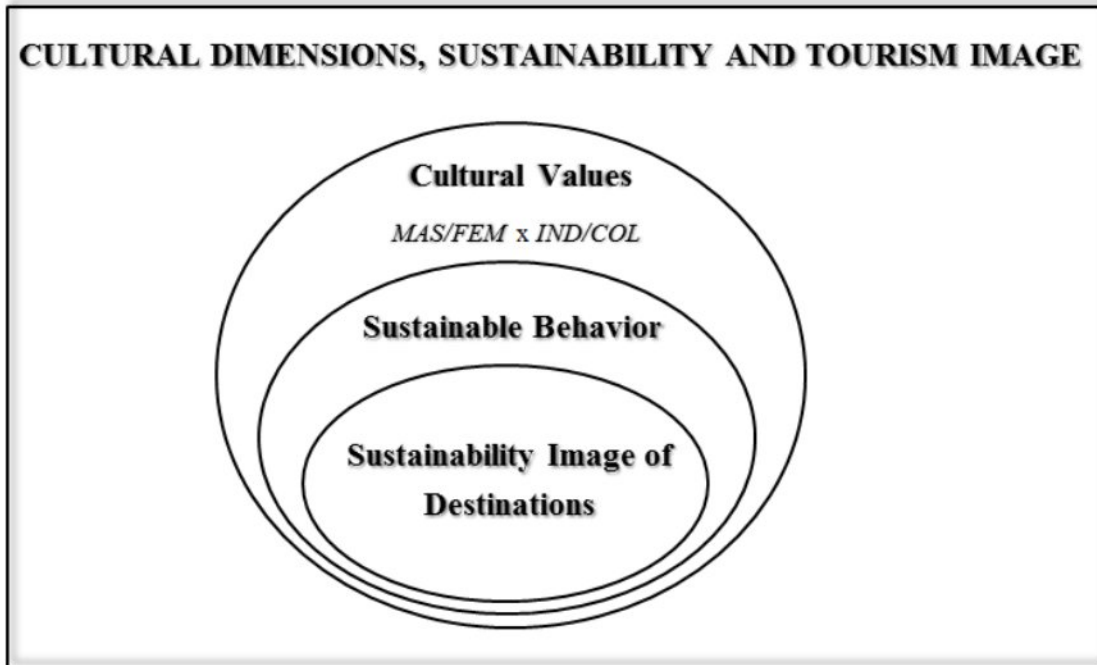 CULTURAL DIMENSIONS, SUSTAINABILITY AND TOURISM IMAGE
Cultural Values
MAS/FEM x IND/COL
Sustainable Behavior
Sustainability Image of
Destinations